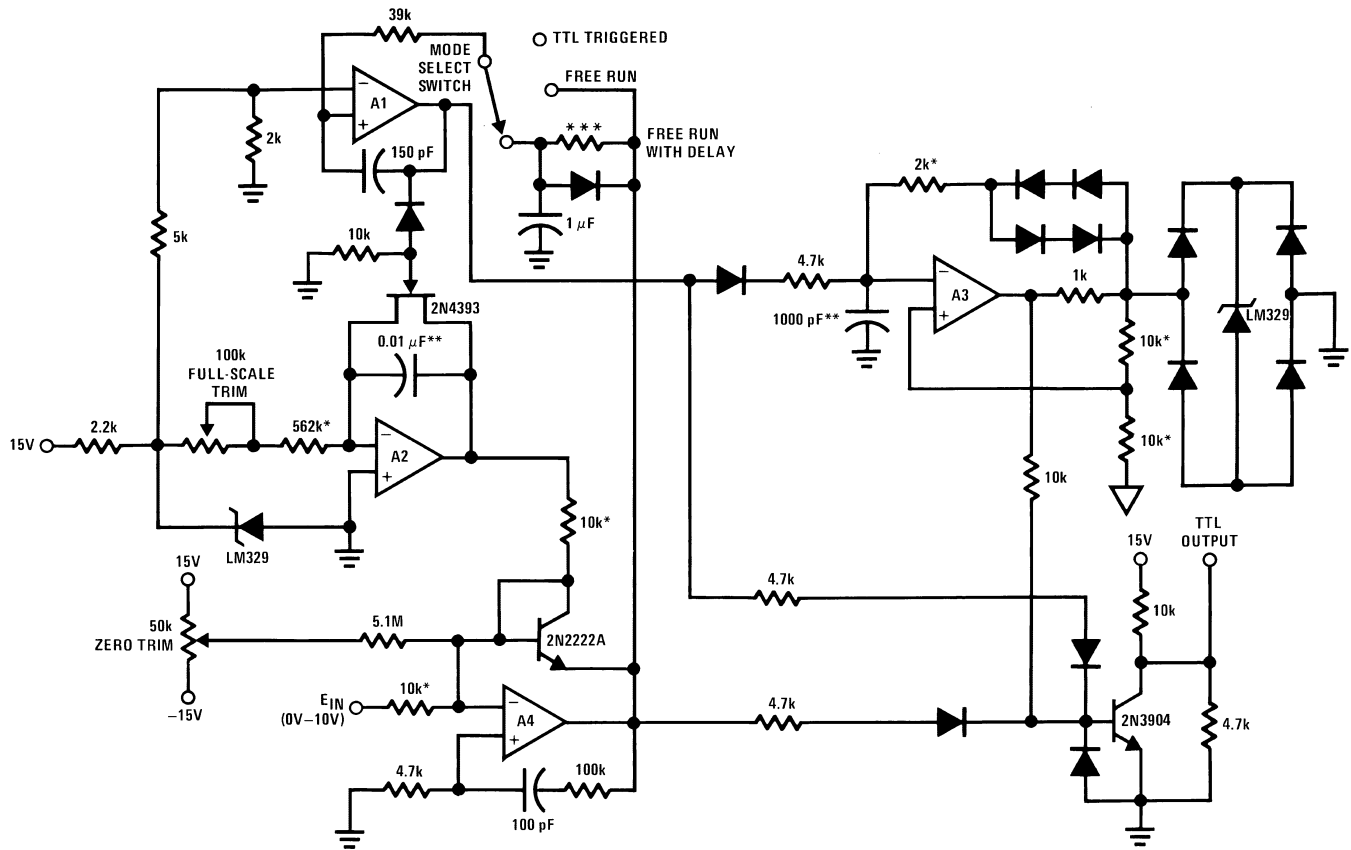 39k
TTL TRIGGERED
MODE
SELECT
SWITCH
FREE RUN
−
A1
+
2k
150 pF
***
FREE RUN
WITH DELAY
1 μF
5k
10k
2N4393
0.01 μF**
100k
FULL-SCALE
TRIM
15V
2.2k
562k*
−
A2
+
LM329
10k*
2k*
4.7k
1000 pF**
−
A3
+
1k
10k*
10k*
LM329
10k
15V
50k
ZERO TRIM
−15V
5.1M
2N2222A
EIN
(0V–10V)
10k*
−
A4
+
4.7k
100 pF
100k
4.7k
4.7k
15V
TTL
OUTPUT
10k
2N3904
4.7k